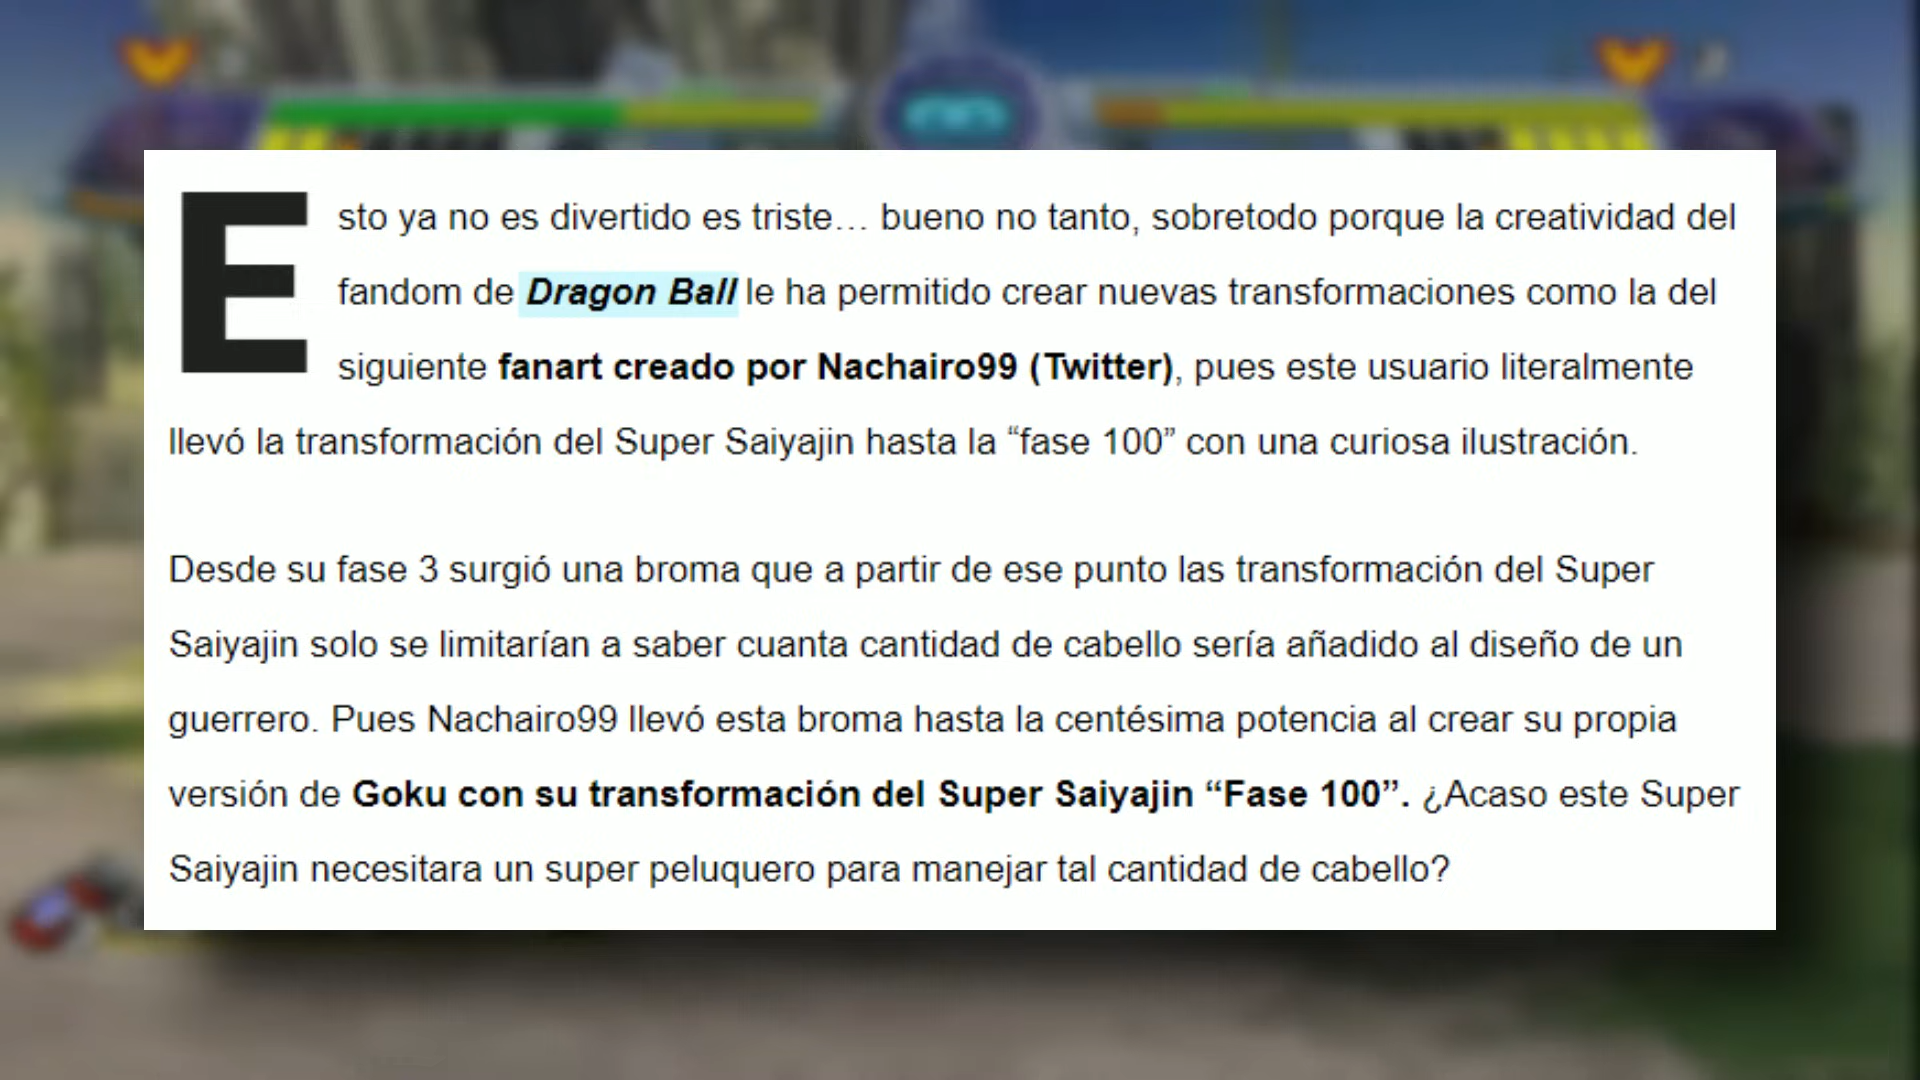 Esto ya no es divertido es triste… bueno no tanto, sobretodo porque la creatividad del
fandom de Dragon Ball le ha permitido crear nuevas transformaciones como la del
siguiente fanart creado por Nachairo99 (Twitter), pues este usuario literalmente
llevó la transformación del Super Saiyajin hasta la “fase 100” con una curiosa ilustración.
Desde su fase 3 surgió una broma que a partir de ese punto las transformación del Super
Saiyajin solo se limitarían a saber cuanta cantidad de cabello sería añadido al diseño de un
guerrero. Pues Nachairo99 llevó esta broma hasta la centésima potencia al crear su propia
versión de Goku con su transformación del Super Saiyajin “Fase 100”. ¿Acaso este Super
Saiyajin necesitara un super peluquero para manejar tal cantidad de cabello?